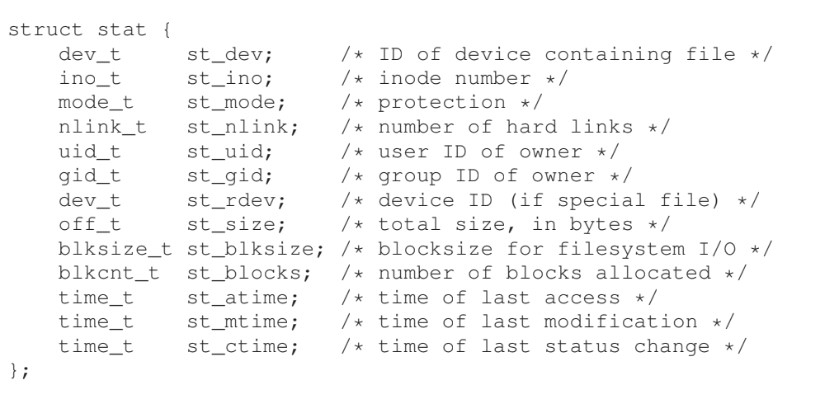 struct stat {
    dev_t     st_dev;     /* ID of device containing file */
    ino_t     st_ino;     /* inode number */
    mode_t    st_mode;    /* protection */
    nlink_t   st_nlink;   /* number of hard links */
    uid_t     st_uid;     /* user ID of owner */
    gid_t     st_gid;     /* group ID of owner */
    dev_t     st_rdev;    /* device ID (if special file) */
    off_t     st_size;    /* total size, in bytes */
    blksize_t st_blksize; /* blocksize for filesystem I/O */
    blkcnt_t  st_blocks;  /* number of blocks allocated */
    time_t    st_atime;   /* time of last access */
    time_t    st_mtime;   /* time of last modification */
    time_t    st_ctime;   /* time of last status change */
};